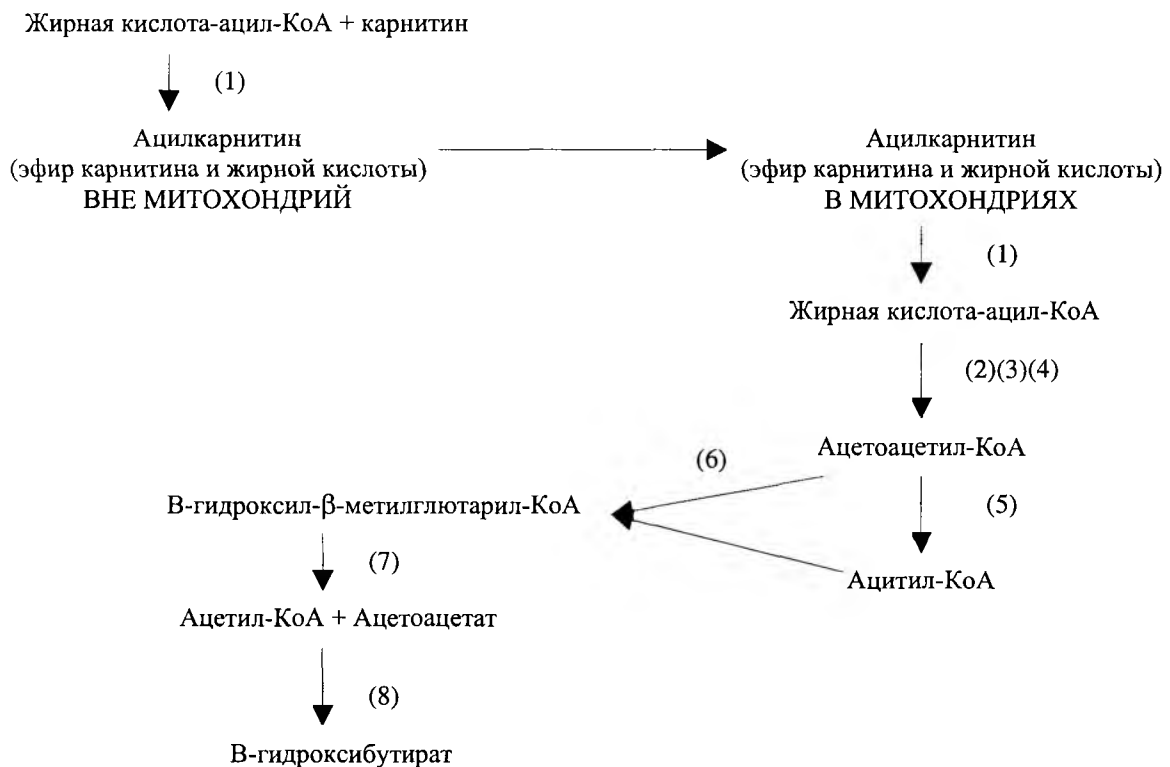 Жирная кислота-ацил-КоА + карнитин
(1)
Ацилкарнитин
(эфир карнитина и жирной кислоты)
ВНЕ МИТОХОНДРИЙ
Ацилкарнитин
(эфир карнитина и жирной кислоты)
В МИТОХОНДРИЯХ
(1)
Жирная кислота-ацил-КоА
(2)(3)(4)
Ацетоацетил-КоА
(6)
В-гидроксил-β-метилглютарил-КоА
(5)
(7)
Ацитил-КоА
Ацетил-КоА + Ацетоацетат
(8)
В-гидроксибутират